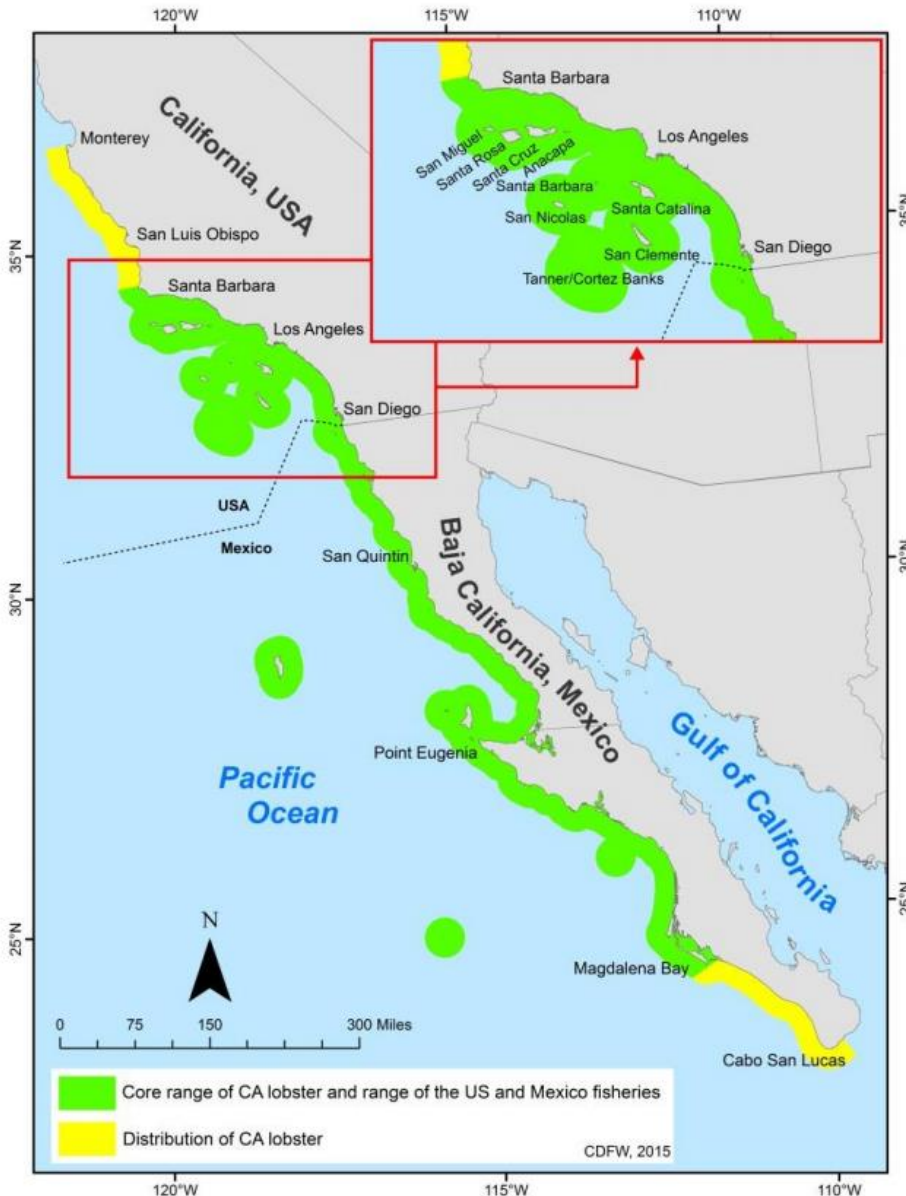 120°W
115°W
110°W
Santa Barbara
Monterey
California, USA
San Miguel
Santa Rosa
Santa Cruz
Anacapa
Los Angeles
Santa Barbara
San Nicolas
Santa Catalina
San Clemente
Tanner/Cortez Banks
San Diego
35°N
San Luis Obispo
35°N
Santa Barbara
Los Angeles
San Diego
USA
Mexico
San Quintin
30°N
30°N
Baja California, Mexico
Point Eugenia
Gulf of California
Pacific
Ocean
25°N
25°N
N
Magdalena Bay
0 75 150 300 Miles
Cabo San Lucas
Core range of CA lobster and range of the US and Mexico fisheries
Distribution of CA lobster
CDFW, 2015
120°W
115°W
110°W